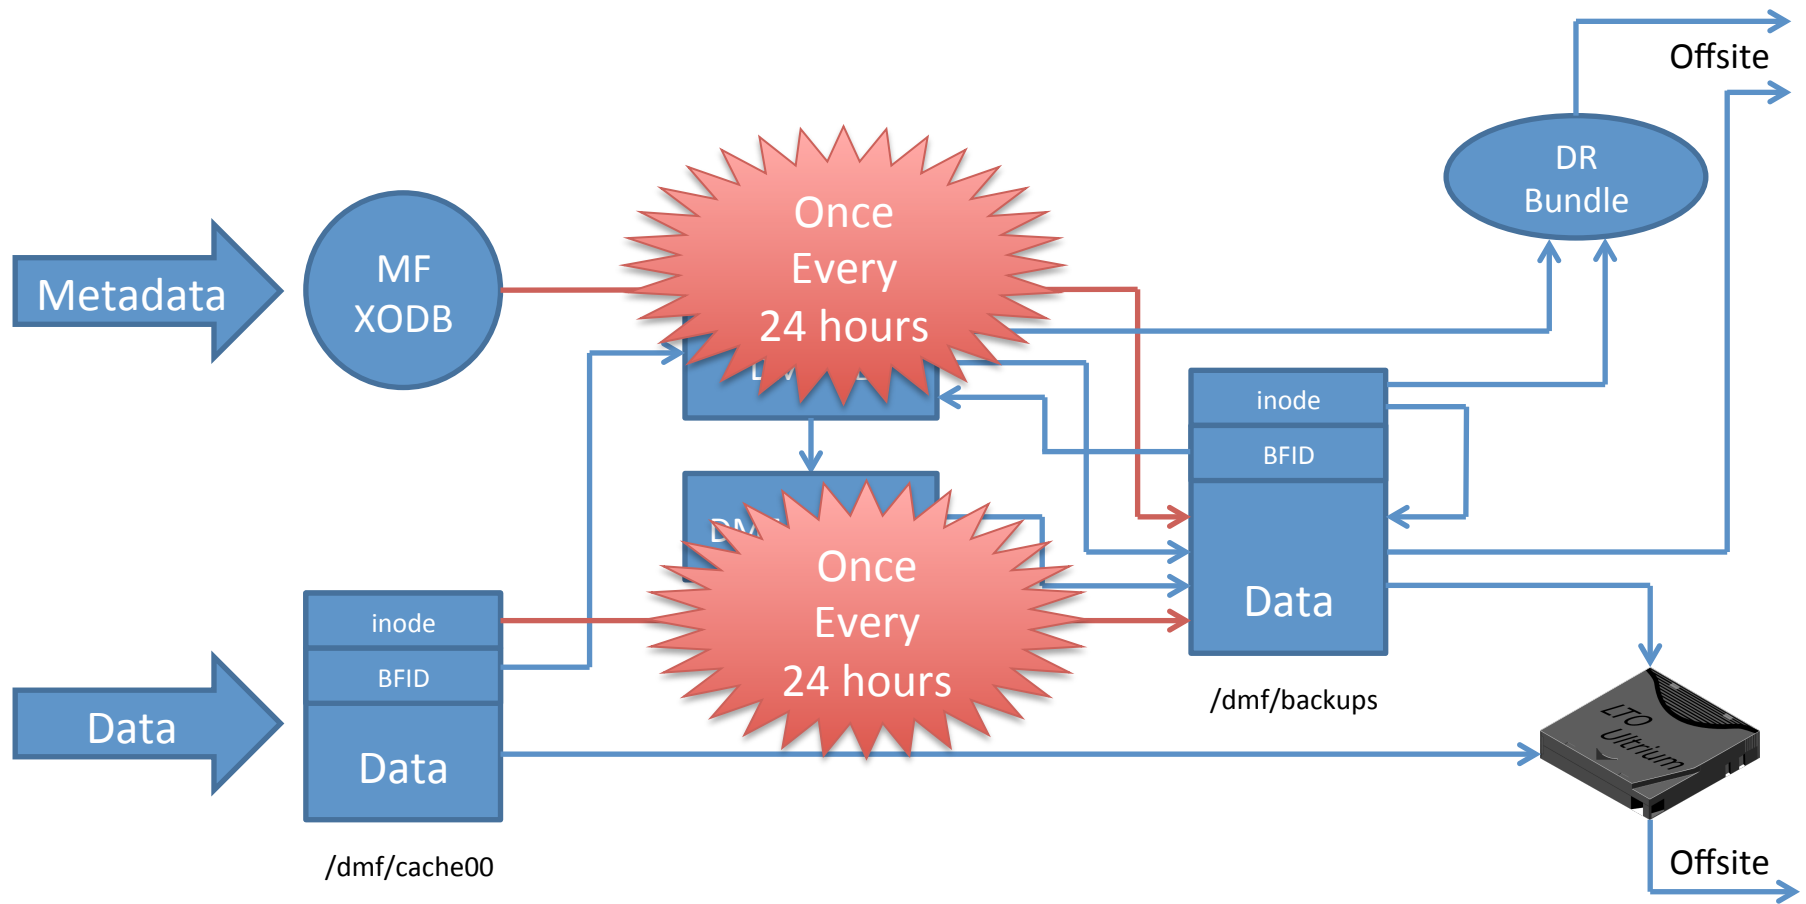 Offsite
DR
Bundle
Once
Every
24 hours
MF
XODB
Metadata
inode
BFID
Data
/dmf/backups
Once
Every
24 hours
inode
BFID
Data
/dmf/cache00
Data
LTO
Ultrium
Offsite